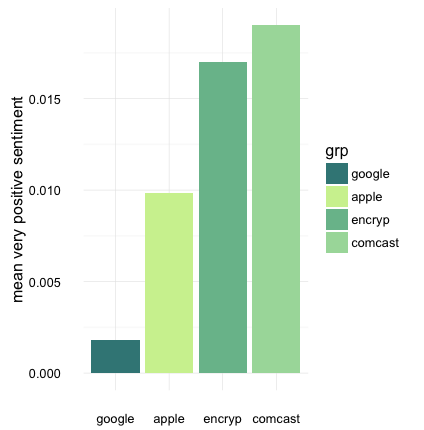 mean very positive sentiment
0.015
0.010
0.005
0.000
google apple encryp comcast
grp
google
apple
encryp
comcast